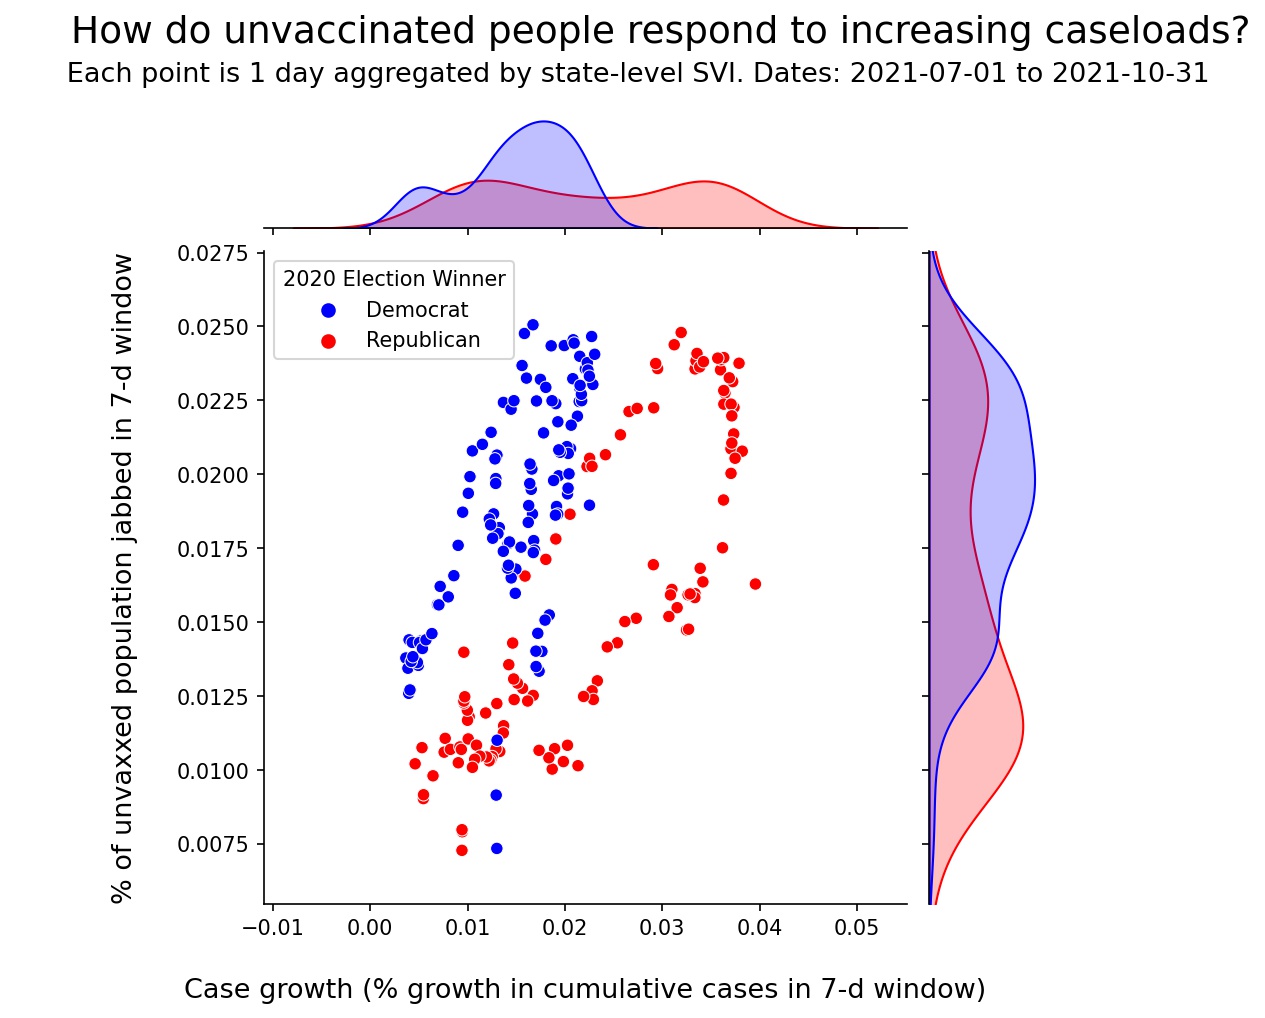 How do unvaccinated people respond to increasing caseloads?
Each point is 1 day aggregated by state-level SVI. Dates: 2021-07-01 to 2021-10-31
% of unvaxxed population jabbed in 7-d window
0.0275
0.0250
0.0225
0.0200
0.0175
0.0150
0.0125
0.0100
0.0075
2020 Election Winner
Democrat
Republican
−0.01 0.00 0.01 0.02 0.03 0.04 0.05
Case growth (% growth in cumulative cases in 7-d window)